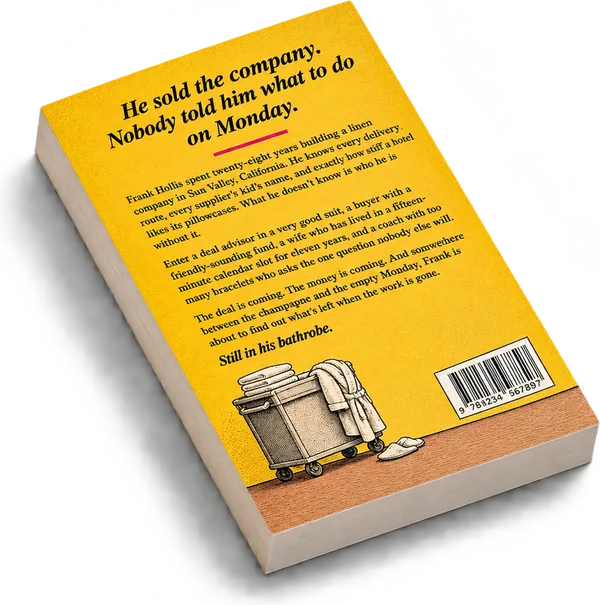 He sold the company.
Nobody told him what to do
on Monday.
Frank Hollis spent twenty-eight years building a linen
company in Sun Valley, California. He knows every delivery
route, every supplier's kid's name, and exactly how stiff a hotel
likes its pillowcases. What he doesn't know is who he is
without it.
Enter a deal advisor in a very good suit, a buyer with a
friendly-sounding fund, a wife who has lived in a fifteen-
minute calendar slot for eleven years, and a coach with too
many bracelets who asks the one question nobody else will.
The deal is coming. The money is coming. And somwehere
between the champagne and the empty Monday, Frank is
about to find out what's left when the work is gone.
Still in his bathrobe.
9 788234 567897